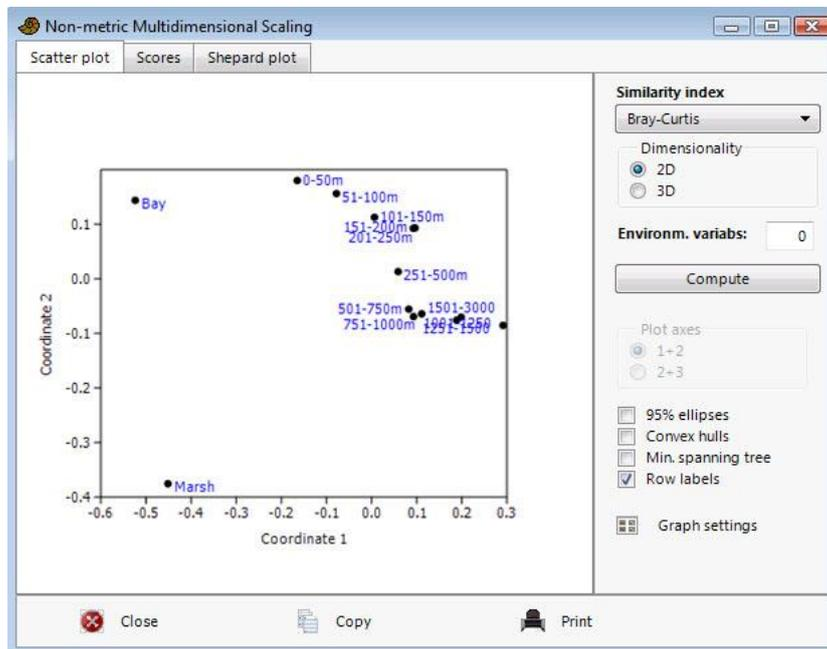 Non-metric Multidimensional Scaling
Scatter plot Scores Shepard plot
0-50m
51-100m
Bay
101-150m
151-200m
201-250m
251-500m
501-750m 1501-3000
751-1000m 1001-1250
1251-1500
Marsh
0.1
0.0
-0.1
-0.2
-0.3
-0.4
Coordinate 2
-0.6 -0.5 -0.4 -0.3 -0.2 -0.1 0.0 0.1 0.2 0.3
Coordinate 1
Similarity index
Bray-Curtis
Dimensionality
2D
3D
Environm. variabs: 0
Compute
Plot axes
1+2
2+3
95% ellipses
Convex hulls
Min. spanning tree
Row labels
Graph settings
Close Copy Print